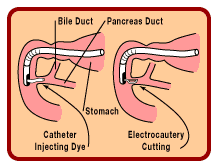 Bile Duct Pancreas Duct
Stomach
Catheter
Injecting Dye
Electrocautery
Cutting